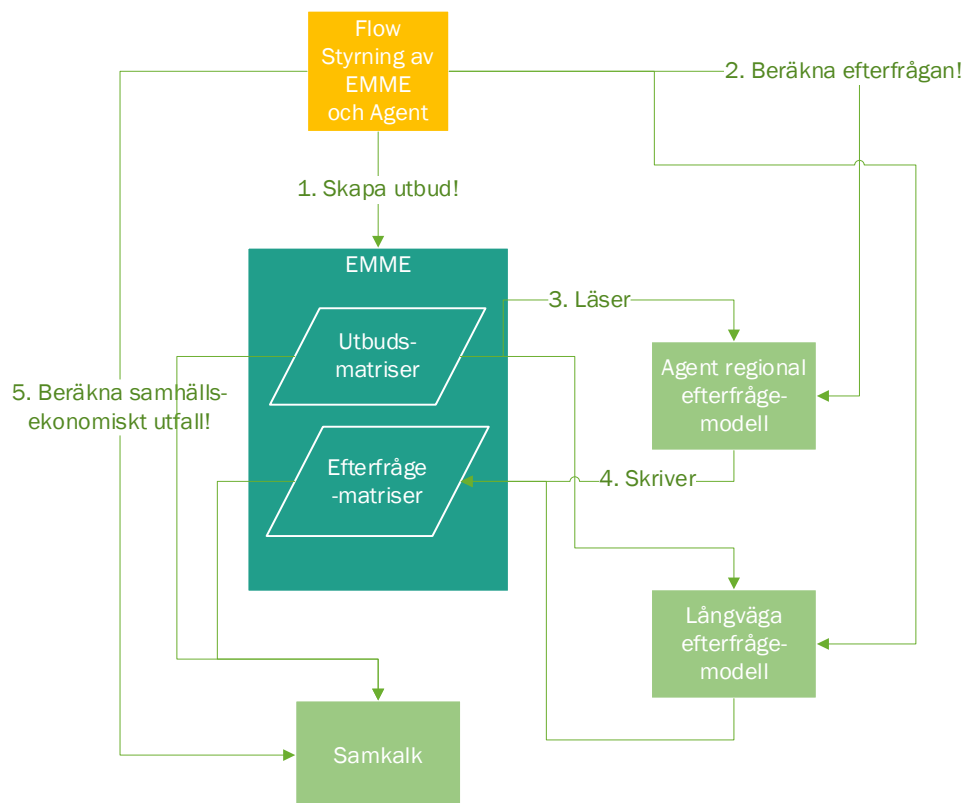 Flow
Styrning av
EMME
och Agent
2. Beräkna efterfrågan!
1. Skapa utbud!
EMME
3. Läser
Utbuds-
matriser
Agent regional
efterfråge-
modell
5. Beräkna samhälls-
ekonomiskt utfall!
Efterfråge
-matriser
4. Skriver
Långväga
efterfråge-
modell
Samkalk